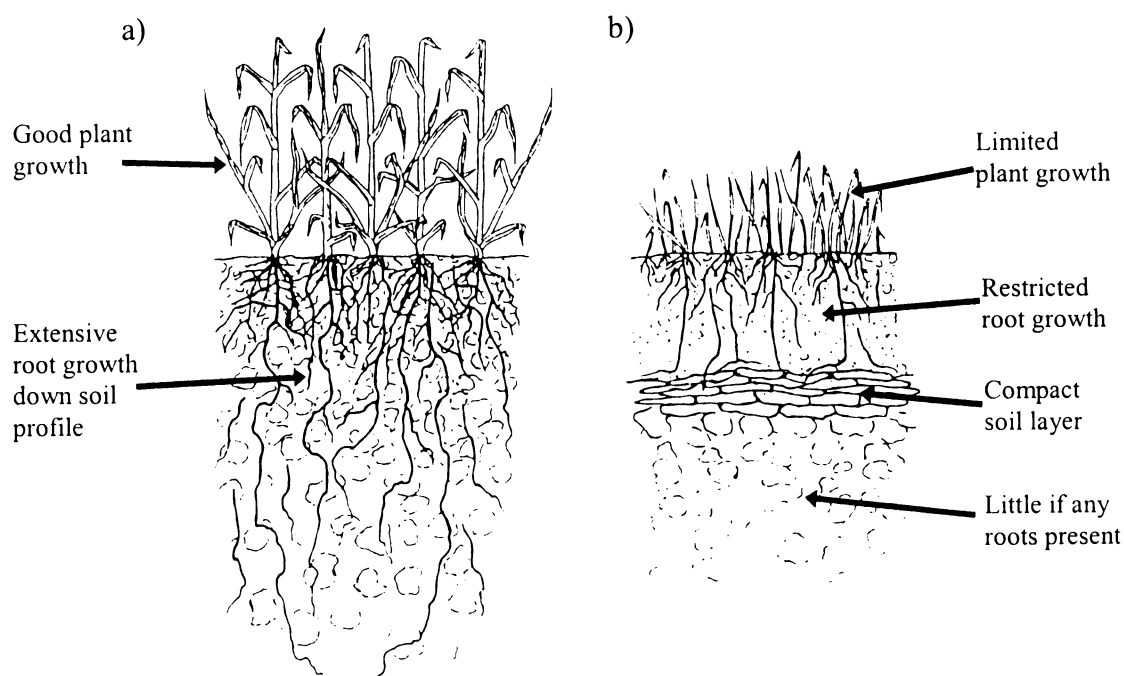 a)
Good plant
growth
Extensive
root growth
down soil
profile
b)
Limited
plant growth
Restricted
root growth
Compact
soil layer
Little if any
roots present